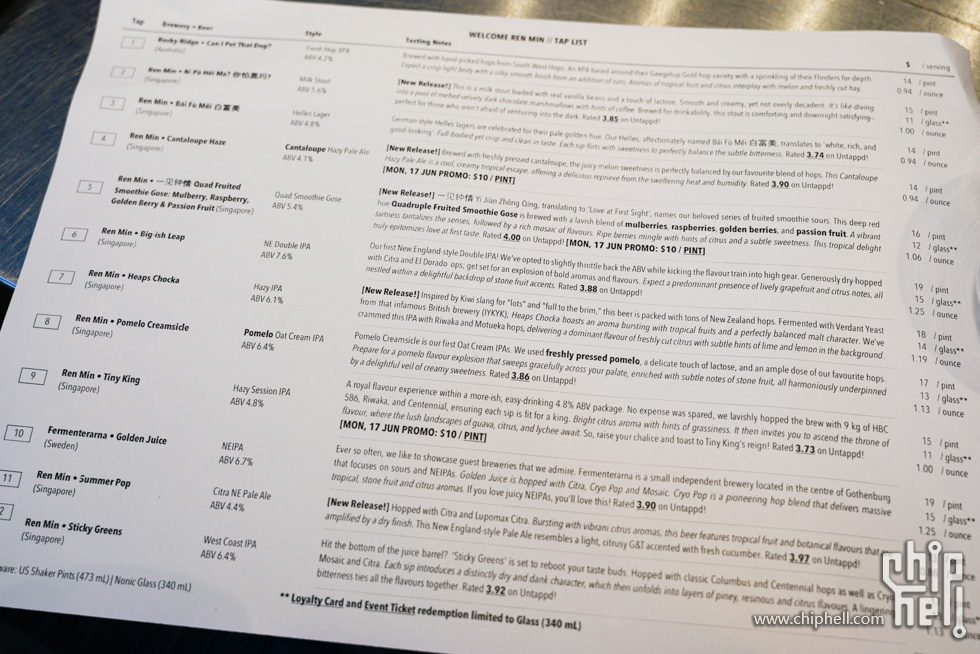 WELCOME REN MIN // TAP LIST
Tap Brewery • Beer Style Tasting Notes $ / serving
1 Rocky Ridge • Can I Pet That Dog?
(Australia)
Fresh Hop XPA
ABV 4.2%
Brewed with hand-picked hops from South West Hops. An XPA based around their Geegelup Gold hop variety with a sprinkling of their Flinders for depth.
Expect a crisp light body with a silky smooth finish from an addition of oats. Aromas of tropical fruit and citrus interplay with melon and freshly cut hay.
14 / pint
0.94 / ounce
2 Ren Min • Ni Pà Hēi Ma? 你怕黑吗?
(Singapore)
Milk Stout
ABV 5.6%
[New Release!] This is a milk stout loaded with real vanilla beans and a touch of lactose. Smooth and creamy, yet not overly decadent. It's like diving
into a pool of melted velvety dark chocolate marshmallows with hints of coffee. Brewed for drinkability, this stout is comforting and downright satisfying–
perfect for those who aren't afraid of venturing into the dark. Rated 3.85 on Untappd!
15 / pint
11 / glass**
1.00 / ounce
3 Ren Min • Bái Fù Měi 白富美
(Singapore)
Helles Lager
ABV 4.8%
German-style Helles lagers are celebrated for their pale golden hue. Our Helles, affectionately named Bái Fù Měi 白富美, translates to 'white, rich, and
good looking'. Full bodied yet crisp and clean in taste. Each sip flirts with sweetness to perfectly balance the subtle bitterness. Rated 3.74 on Untappd!
14 / pint
0.94 / ounce
4 Ren Min • Cantaloupe Haze
(Singapore)
Cantaloupe Hazy Pale Ale
ABV 4.1%
[New Release!] Brewed with freshly pressed cantaloupe, the juicy melon sweetness is perfectly balanced by our favourite blend of hops. This Cantaloupe
Hazy Pale Ale is a cool, creamy tropical escape, offering a delicious reprieve from the sweltering heat and humidity. Rated 3.90 on Untappd!
[MON, 17 JUN PROMO: $10 / PINT]
14 / pint
0.94 / ounce
5 Ren Min • 一见钟情 Quad Fruited
Smoothie Gose: Mulberry, Raspberry,
Golden Berry & Passion Fruit (Singapore)
Quad Smoothie Gose
ABV 5.4%
[New Release!] 一见钟情 Yi Jiàn Zhōng Qíng, translating to 'Love at First Sight', names our beloved series of fruited smoothie sours. This deep red
hue Quadruple Fruited Smoothie Gose is brewed with a lavish blend of mulberries, raspberries, golden berries, and passion fruit. A vibrant
tartness tantalizes the senses, followed by a rich mosaic of flavours. Ripe berries mingle with hints of citrus and a subtle sweetness. This tropical delight
truly epitomizes love at first taste. Rated 4.00 on Untappd! [MON, 17 JUN PROMO: $10 / PINT]
16 / pint
12 / glass**
1.06 / ounce
6 Ren Min • Big-ish Leap
(Singapore)
NE Double IPA
ABV 7.6%
Our first New England-style Double IPA! We've opted to slightly throttle back the ABV while kicking the flavour train into high gear. Generously dry-hopped
with Citra and El Dorado ops, get set for an explosion of bold aromas and flavours. Expect a predominant presence of lively grapefruit and citrus notes, all
nestled within a delightful backdrop of stone fruit accents. Rated 3.88 on Untappd!
19 / pint
15 / glass**
1.25 / ounce
7 Ren Min • Heaps Chocka
(Singapore)
Hazy IPA
ABV 6.1%
[New Release!] Inspired by Kiwi slang for "lots" and "full to the brim," this beer is packed with tons of New Zealand hops. Fermented with Verdant Yeast
from that infamous British brewery (IYKYK); Heaps Chocka boasts an aroma bursting with tropical fruits and a perfectly balanced malt character. We've
crammed this IPA with Riwaka and Motueka hops, delivering a dominant flavour of freshly cut citrus with subtle hints of lime and lemon in the background.
18 / pint
14 / glass**
1.19 / ounce
8 Ren Min • Pomelo Creamside
(Singapore)
Pomelo Oat Cream IPA
ABV 6.4%
Pomelo Creamside is our first Oat Cream IPAs. We used freshly pressed pomelo, a delicate touch of lactose, and an ample dose of our favourite hops.
Prepare for a pomelo flavour explosion that sweeps gracefully across your palate, enriched with subtle notes of stone fruit, all harmoniously underpinned
by a delightful veil of creamy sweetness. Rated 3.86 on Untappd!
17 / pint
13 / glass**
1.13 / ounce
9 Ren Min • Tiny King
(Singapore)
Hazy Session IPA
ABV 4.8%
A royal flavour experience within a more-ish, easy-drinking 4.8% ABV package. No expense was spared, we lavishly hopped the brew with 9 kg of HBC
586, Riwaka, and Centennial, ensuring each sip is fit for a king. Bright citrus aroma with hints of grassiness. It then invites you to ascend the throne of
flavour, where the lush landscapes of guava, citrus, and lychee await. So, raise your chalice and toast to Tiny King's reign! Rated 3.73 on Untappd!
[MON, 17 JUN PROMO: $10 / PINT]
15 / pint
11 / glass**
1.00 / ounce
10 Fermenterarna • Golden Juice
(Sweden)
NEIPA
ABV 6.7%
Ever so often, we like to showcase guest breweries that we admire. Fermenterarna is a small independent brewery located in the centre of Gothenburg
that focuses on sours and NEIPAs. Golden Juice is hopped with Citra, Cryo Pop and Mosaic. Cryo Pop is a pioneering hop blend that delivers massive
tropical, stone fruit and citrus aromas. If you love juicy NEIPAs, you'll love this! Rated 3.90 on Untappd!
19 / pint
15 / glass**
1.25 / ounce
11 Ren Min • Summer Pop
(Singapore)
Citra NE Pale Ale
ABV 4.4%
[New Release!] Hopped with Citra and Lupomax Citra. Bursting with vibrant citrus aromas, this beer features tropical fruit and botanical flavours that
amplified by a dry finish. This New England-style Pale Ale resembles a light, citrusy G&T accented with fresh cucumber. Rated 3.97 on Untappd!
2 Ren Min • Sticky Greens
(Singapore)
West Coast IPA
ABV 6.4%
Hit the bottom of the juice barrel? "Sticky Greens" is set to reboot your taste buds. Hopped with classic Columbus and Centennial hops as well as Cry
Mosaic and Citra. Each sip introduces a distinctly dry and dank character, which then unfolds into layers of piney, resinous and citrus flavours. A lingering
bitterness ties all the flavours together. Rated 3.92 on Untappd!
1.13 / ounce
ware: US Shaker Pints (473 mL) | Nonic Glass (340 mL)
** Loyalty Card and Event Ticket redemption limited to Glass (340 mL)
chip hell
www.chiphell.com